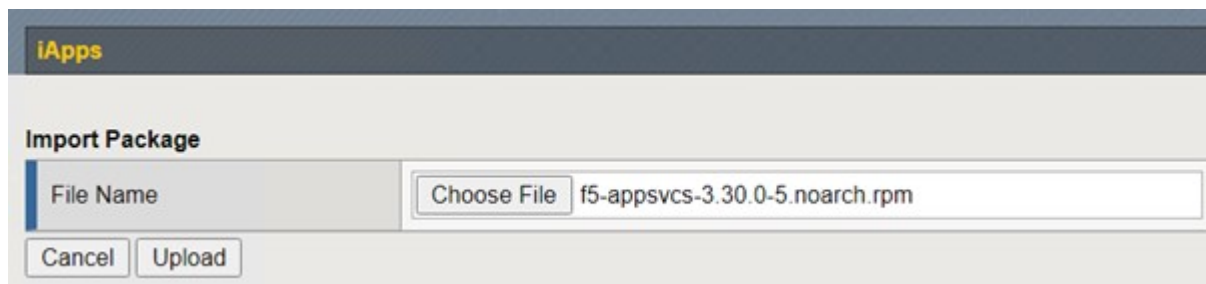 iApps
Import Package
File Name Choose File f5-appsvcs-3.30.0-5.noarch.rpm
Cancel Upload